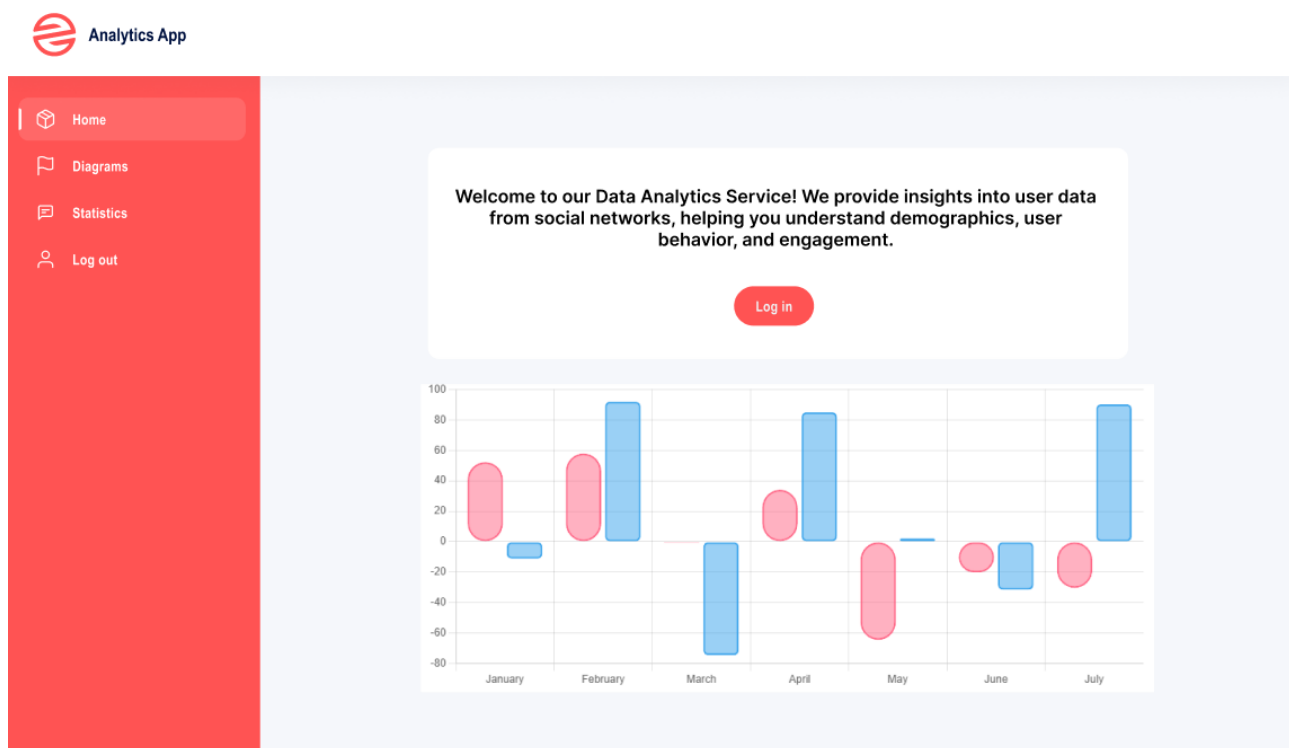 Analytics App
Home
Diagrams
Statistics
Log out
Welcome to our Data Analytics Service! We provide insights into user data
from social networks, helping you understand demographics, user
behavior, and engagement.
Log in
100
80
60
40
20
0
-20
-40
-60
-80
January February March April May June July